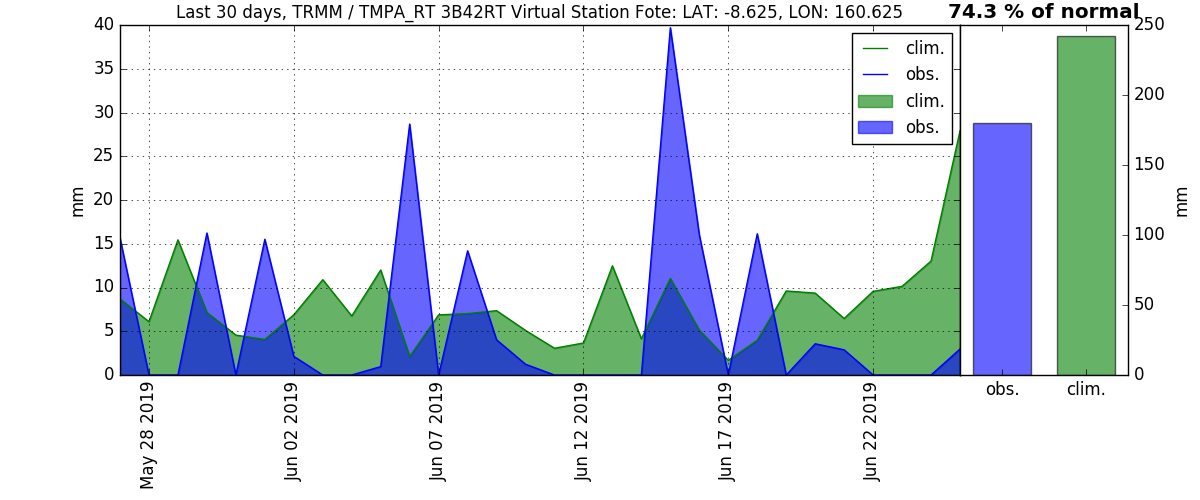 Last 30 days, TRMM / TMPA_RT 3B42RT Virtual Station Fote: LAT: -8.625, LON: 160.625
74.3 % of normal
40
35
30
25
20
15
10
5
0
mm
clim.
obs.
clim.
obs.
250
200
150
100
50
0
mm
obs.
clim.
May 28 2019
Jun 02 2019
Jun 07 2019
Jun 12 2019
Jun 17 2019
Jun 22 2019